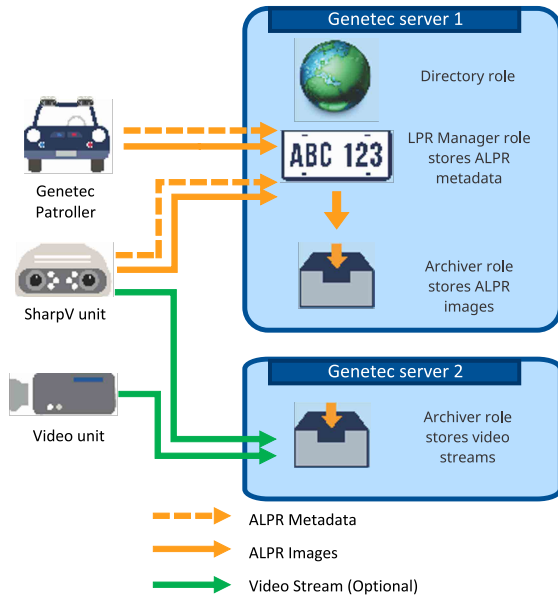 Genetec server 1
Directory role
ABC 123
LPR Manager role
stores ALPR
metadata
Genetec
Patroller
Archiver role
stores ALPR
images
SharpV unit
Genetec server 2
Archiver role
stores video
streams
Video unit
ALPR Metadata
ALPR Images
Video Stream (Optional)